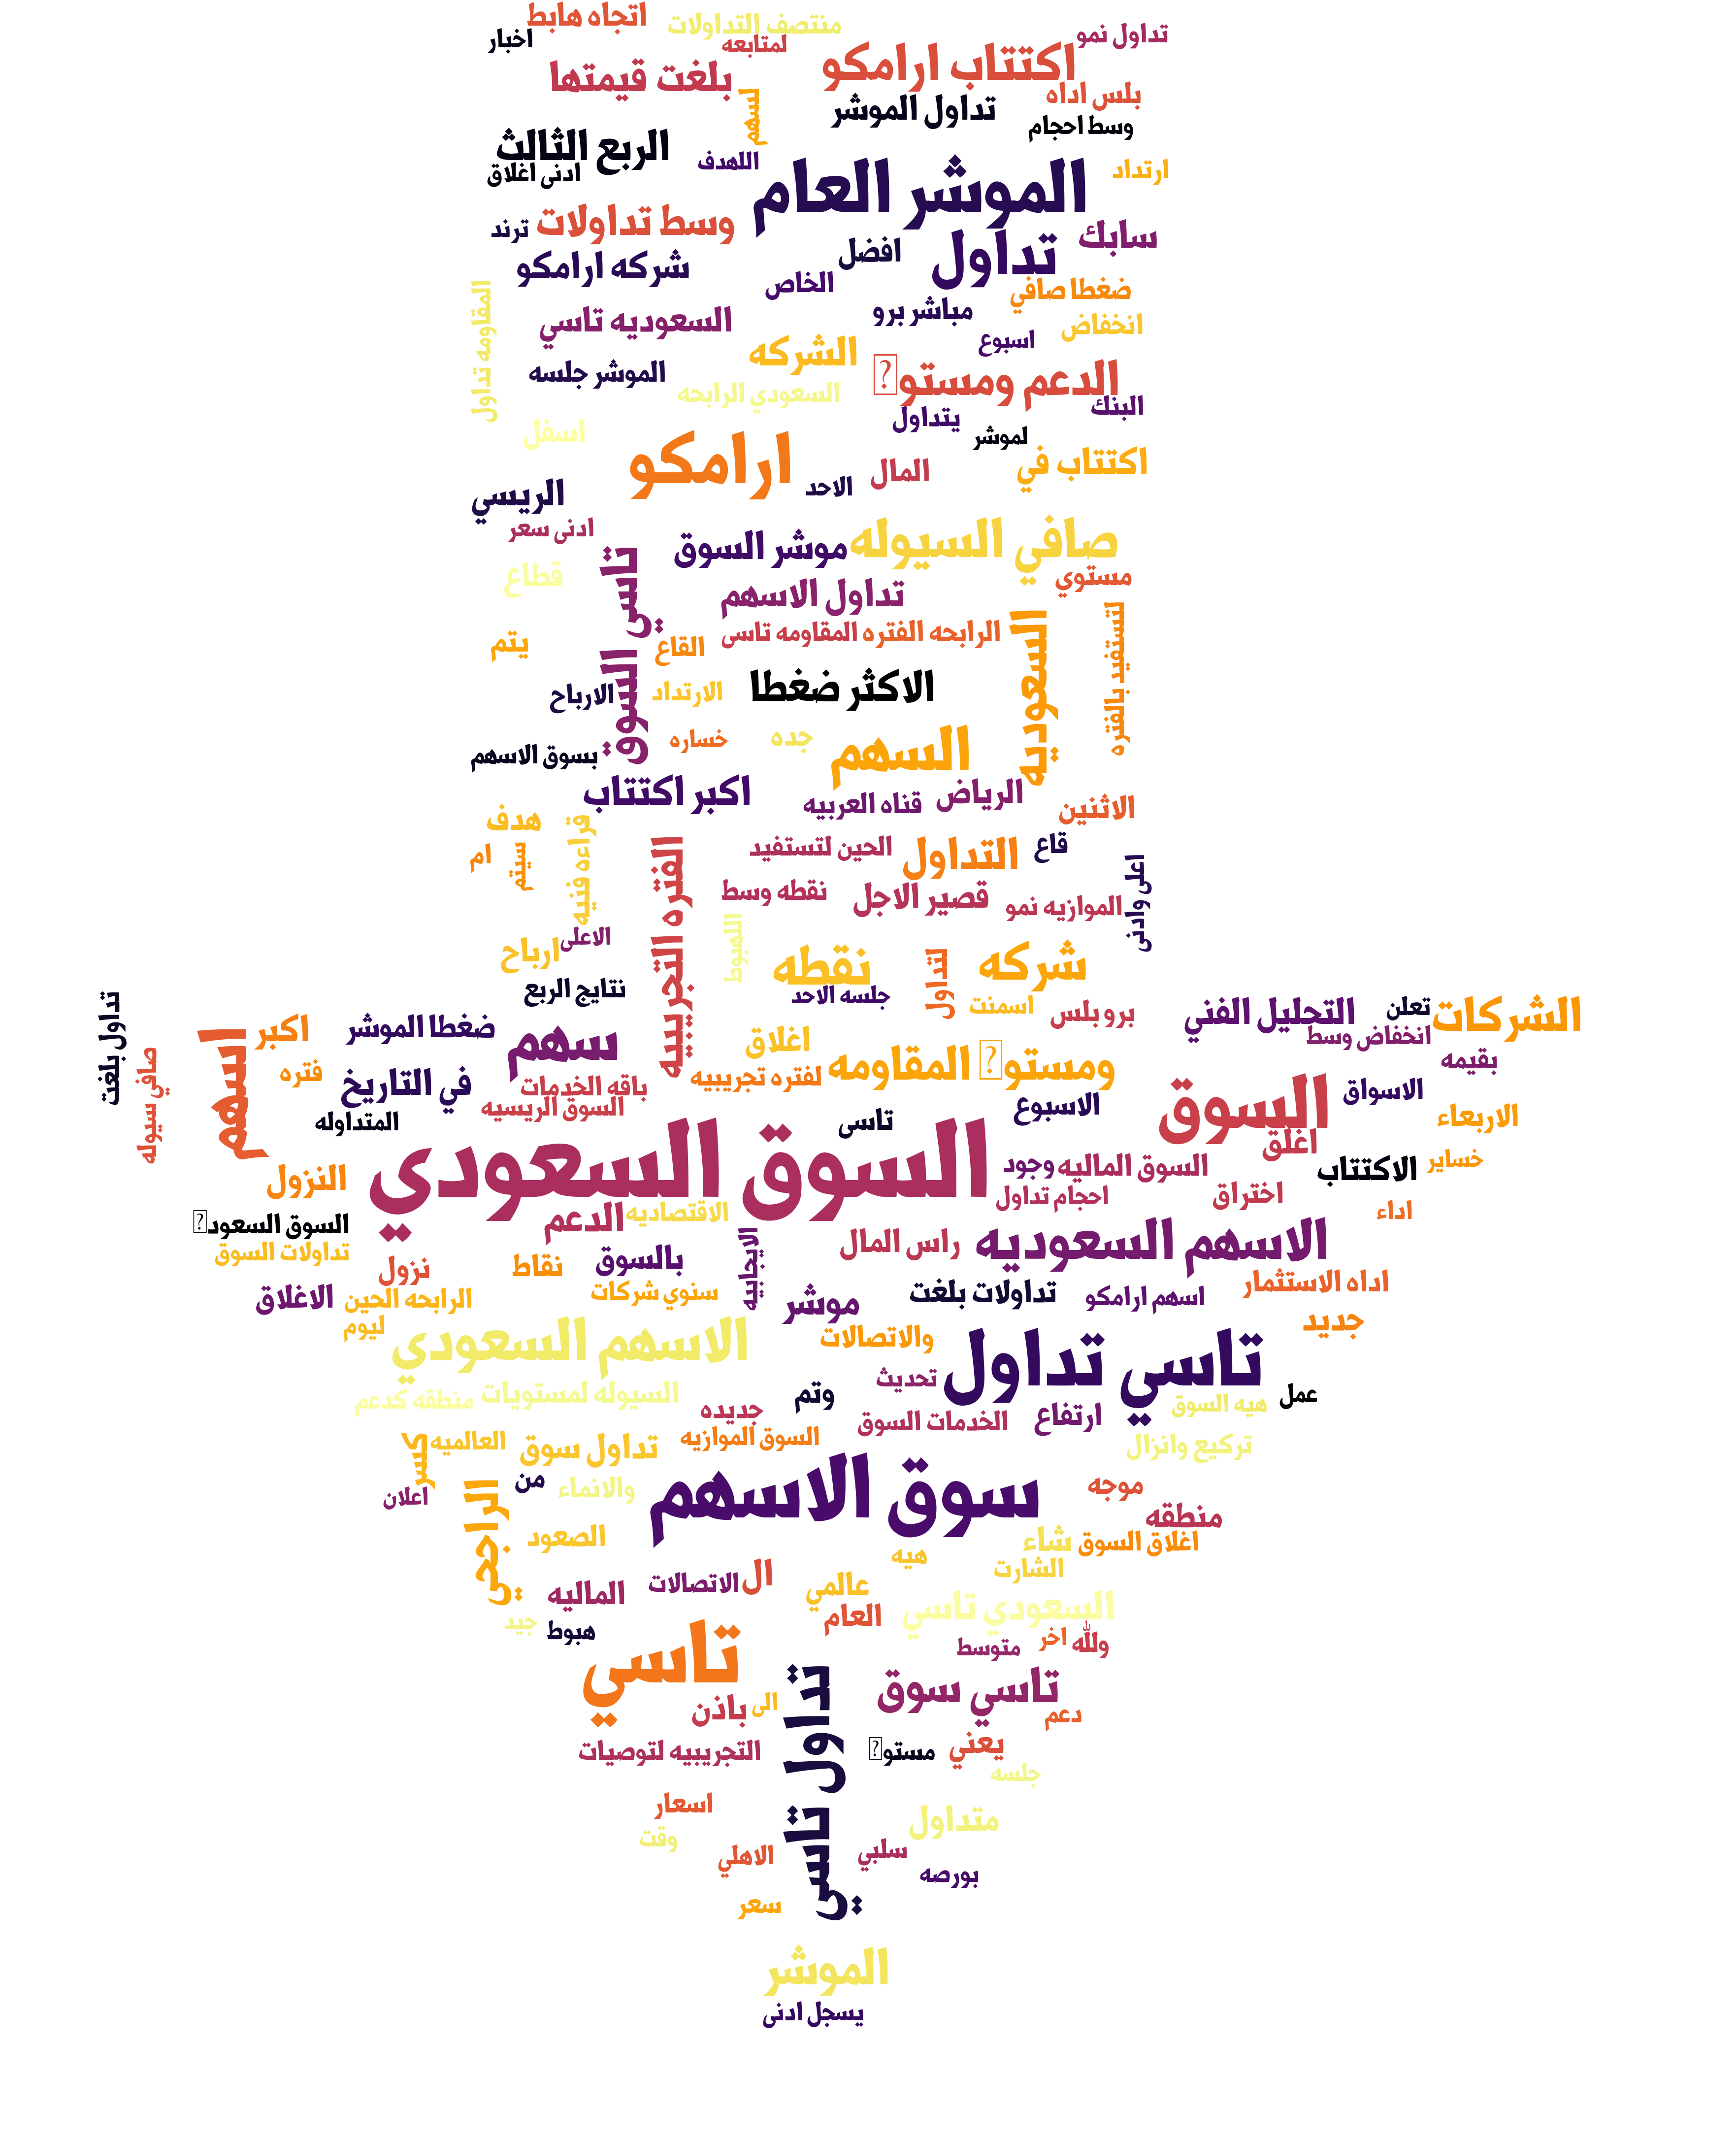 اتجاه هابط
منتصف التداولات
تداول نمو
اخبار
لمتابعه
اكتتاب ارامكو
بلغت قيمتها
بلس اداه
لسهم
تداول الموشر
وسط احجام
الربع الثالث
اللهدف
ادنى اغلاق
الموشر العام
ارتداد
وسط تداولات
ترند
سابك
تداول
افضل
شركه ارامكو
الخاص
ضغطا صافي
المقاومه تداول
مباشر برو
السعوديه تاسي
انخفاض
اسبوع
الشركه
الموشر جلسه
الدعم ومستو
السعودي الرابحه
البنك
يتداول
اسفل
لموشر
ارامكو
اكتتاب في
المال
الاحد
الريسي
ادنى سعر
صافي السيوله
موشر السوق
تاسي السوق
قطاع
مستوي
تداول الاسهم
السعوديه
لتستفيد بالفتره
الرابحه الفتره
المقاومه تاسى
يتم
القاع
الاكثر ضغطا
الارتداد
الارباح
خساره
جده
السهم
بسوق الاسهم
اكبر اكتتاب
الرياض
قناه العربيه
الاثنين
هدف
قراءه فنيه
الفتره التجريبيه
الحين لتستفيد
التداول
قاع
ام
سيتم
اعلى وادنى
نقطه وسط
قصير الاجل
الموازيه نمو
اللهبوط
الاعلى
ارباح
نقطه
لتداول
شركه
نتايج الربع
جلسه الاحد
اسمنت
برو بلس
تداول بلغت
التحليل الفني
تعلن
الشركات
اكبر
ضغطا الموشر
سهم
اغلاق
انخفاض وسط
صافي سيوله
اسهم
فتره
في التاريخ
باقه الخدمات
لفتره تجريبيه
ومستو المقاومه
بقيمه
الاسواق
السوق
السوق الريسيه
المتداوله
تاسى
الاسبوع
الاربعاء
اغلق
السوق السعودي
وجود
السوق الماليه
الاكتتاب
خساير
النزول
احجام تداول
اختراق
اداء
السوق السعود
الدعم
الاقتصاديه
تداولات السوق
الايجابيه
راس المال
الاسهم السعوديه
نزول
نقاط
بالسوق
الاغلاق
الرابحه الحين
سنوي شركات
موشر
تداولات بلغت
اسهم ارامكو
اداه الاستثمار
ليوم
الاسهم السعودي
والاتصالات
جديد
تاسي تداول
تحديث
منطقه كدعم
السيوله لمستويات
وتم
عمل
هيه السوق
جديده
الخدمات السوق
ارتفاع
كسر
العالميه
تداول سوق
السوق الموازيه
تركيع وانزال
الراجحي
من
والانماء
سوق الاسهم
موجه
اعلان
منطقه
الصعود
شاء
اغلاق السوق
هيه
الشارت
الماليه
الاتصالات
ال
عالمي
العام
السعودي تاسي
جيد
هبوط
تاسي
متوسط
اخر
ولله
تداول تاسي
تاسي سوق
باذن
الى
دعم
التجريبيه لتوصيات
مستو
يعني
جلسه
اسعار
متداول
وقت
الاهلي
سلبي
بورصه
سعر
الموشر
يسجل ادنى